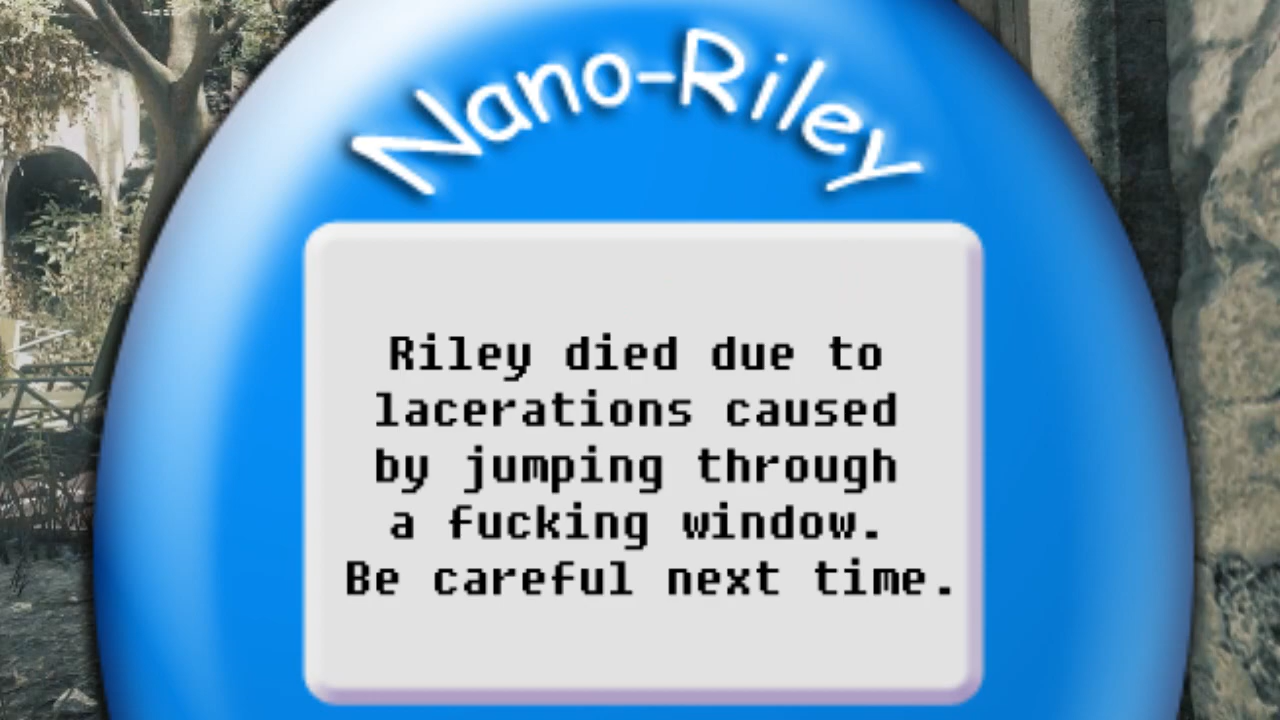 Nano-Riley
Riley died due to
lacerations caused
by jumping through
a fucking window.
Be careful next time.